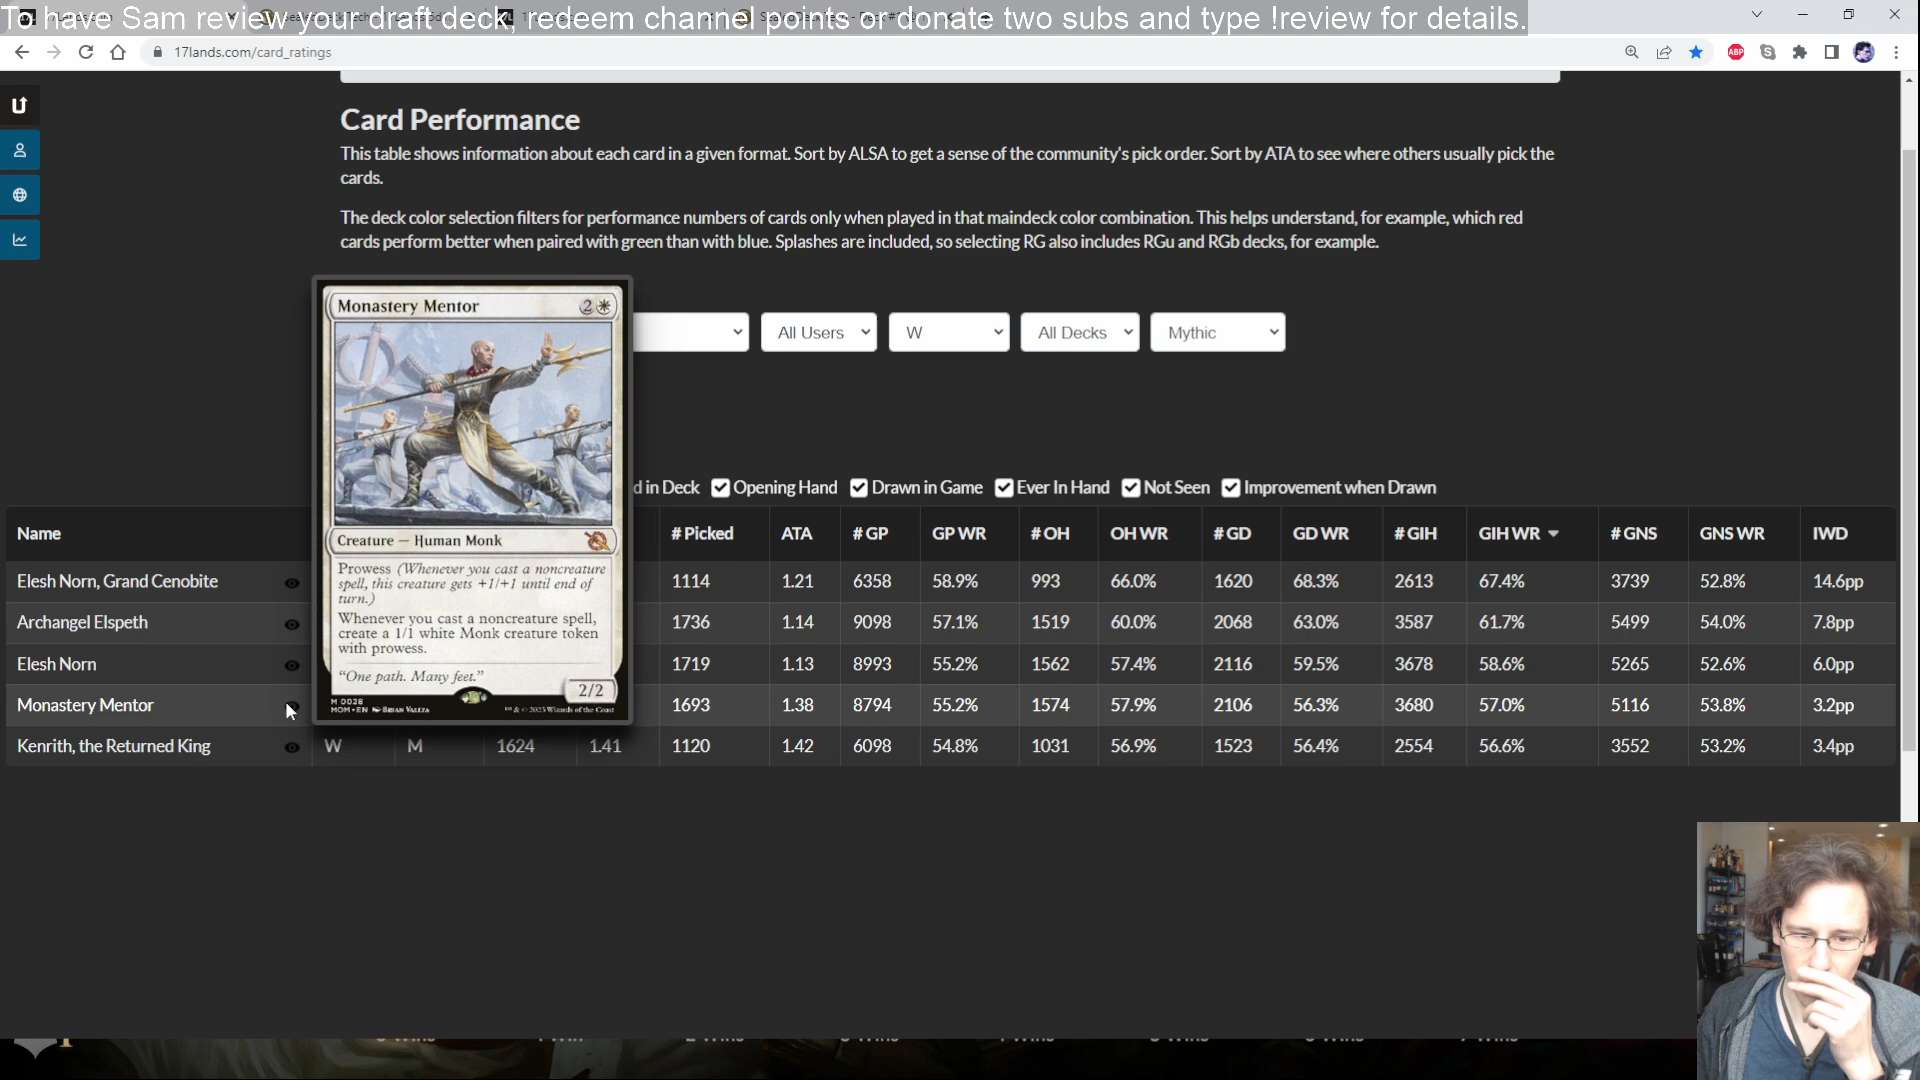 To have Sam review your draft deck, redeem channel points or donate two subs and type !review for details.
17lands.com/card_ratings
ABP
Card Performance
This table shows information about each card in a given format. Sort by ALSA to get a sense of the community's pick order. Sort by ATA to see where others usually pick the
cards.
The deck color selection filters for performance numbers of cards only when played in that maindeck color combination. This helps understand, for example, which red
cards perform better when paired with green than with blue. Splashes are included, so selecting RG also includes RGu and RGb decks, for example.
Monastery Mentor 2
All Users W All Decks Mythic
Creature — Human Monk
Prowess (Whenever you cast a noncreature
spell, this creature gets +1/+1 until end of
turn.)
Whenever you cast a noncreature spell,
create a 1/1 white Monk creature token
with prowess.
"One path. Many feet."
2/2
M 0028
MOM • EN Brian Valeza ™ & © 2023 Wizards of the Coast
d in Deck Opening Hand Drawn in Game Ever In Hand Not Seen Improvement when Drawn
Name # Picked ATA # GP GP WR # OH OH WR # GD GD WR # GIH GIH WR # GNS GNS WR IWD
Elesh Norn, Grand Cenobite 1114 1.21 6358 58.9% 993 66.0% 1620 68.3% 2613 67.4% 3739 52.8% 14.6pp
Archangel Elspeth 1736 1.14 9098 57.1% 1519 60.0% 2068 63.0% 3587 61.7% 5499 54.0% 7.8pp
Elesh Norn 1719 1.13 8993 55.2% 1562 57.4% 2116 59.5% 3678 58.6% 5265 52.6% 6.0pp
Monastery Mentor 1693 1.38 8794 55.2% 1574 57.9% 2106 56.3% 3680 57.0% 5116 53.8% 3.2pp
Kenrith, the Returned King W M 1624 1.41 1120 1.42 6098 54.8% 1031 56.9% 1523 56.4% 2554 56.6% 3552 53.2% 3.4pp